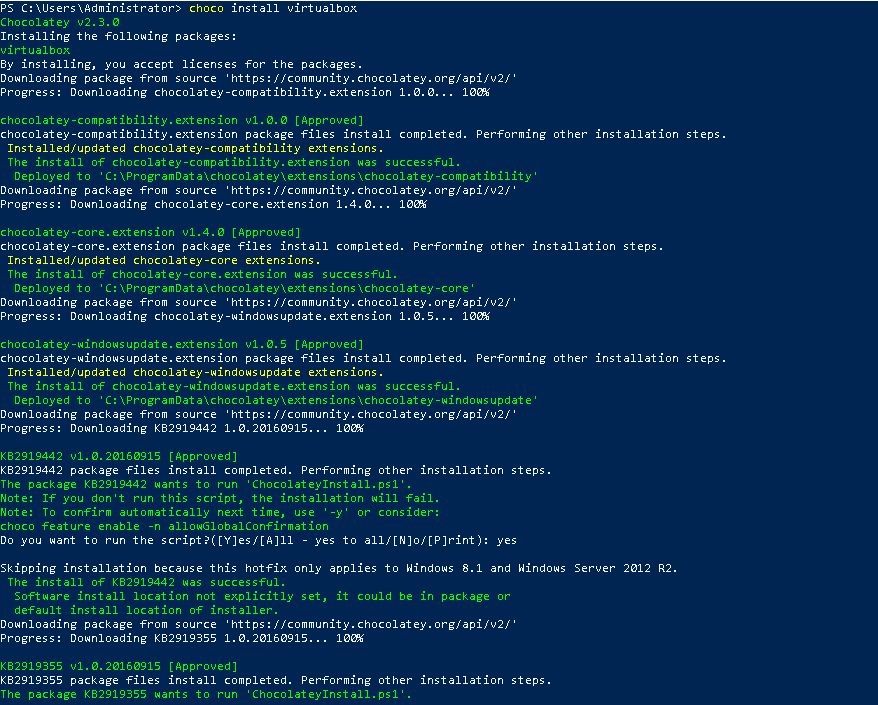 PS C:\Users\Administrator> choco install virtualbox
Chocolatey v2.3.0
Installing the following packages:
virtualbox
By installing, you accept licenses for the packages.
Downloading package from source 'https://community.chocolatey.org/api/v2/'
Progress: Downloading chocolatey-compatibility.extension 1.0.0... 100%

chocolatey-compatibility.extension v1.0.0 [Approved]
chocolatey-compatibility.extension package files install completed. Performing other installation steps.
 Installed/updated chocolatey-compatibility extensions.
 The install of chocolatey-compatibility.extension was successful.
  Deployed to 'C:\ProgramData\chocolatey\extensions\chocolatey-compatibility'
Downloading package from source 'https://community.chocolatey.org/api/v2/'
Progress: Downloading chocolatey-core.extension 1.4.0... 100%

chocolatey-core.extension v1.4.0 [Approved]
chocolatey-core.extension package files install completed. Performing other installation steps.
 Installed/updated chocolatey-core extensions.
 The install of chocolatey-core.extension was successful.
  Deployed to 'C:\ProgramData\chocolatey\extensions\chocolatey-core'
Downloading package from source 'https://community.chocolatey.org/api/v2/'
Progress: Downloading chocolatey-windowsupdate.extension 1.0.5... 100%

chocolatey-windowsupdate.extension v1.0.5 [Approved]
chocolatey-windowsupdate.extension package files install completed. Performing other installation steps.
 Installed/updated chocolatey-windowsupdate extensions.
 The install of chocolatey-windowsupdate.extension was successful.
  Deployed to 'C:\ProgramData\chocolatey\extensions\chocolatey-windowsupdate'
Downloading package from source 'https://community.chocolatey.org/api/v2/'
Progress: Downloading KB2919442 1.0.20160915... 100%

KB2919442 v1.0.20160915 [Approved]
KB2919442 package files install completed. Performing other installation steps.
The package KB2919442 wants to run 'ChocolateyInstall.ps1'.
Note: If you don't run this script, the installation will fail.
Note: To confirm automatically next time, use '-y' or consider:
choco feature enable -n allowGlobalConfirmation
Do you want to run the script?([Y]es/[A]ll - yes to all/[N]o/[P]rint): yes

Skipping installation because this hotfix only applies to Windows 8.1 and Windows Server 2012 R2.
 The install of KB2919442 was successful.
  Software install location not explicitly set, it could be in package or
  default install location of installer.
Downloading package from source 'https://community.chocolatey.org/api/v2/'
Progress: Downloading KB2919355 1.0.20160915... 100%

KB2919355 v1.0.20160915 [Approved]
KB2919355 package files install completed. Performing other installation steps.
The package KB2919355 wants to run 'ChocolateyInstall.ps1'.